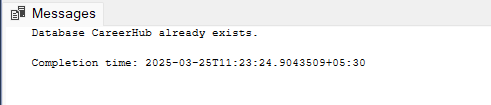 Messages
Database CareerHub already exists.
Completion time: 2025-03-25T11:23:24.9043509+05:30